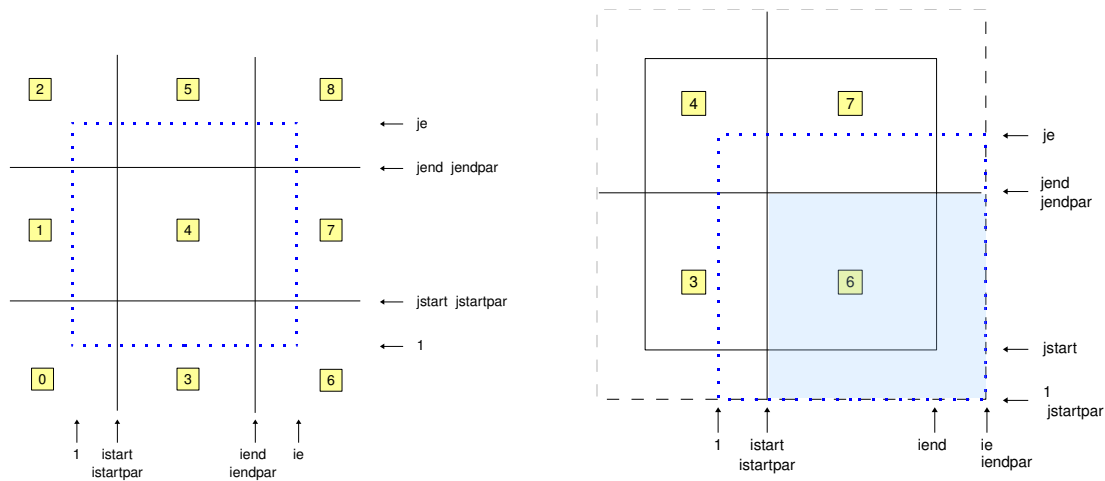 2 5 8
je
jend jendpar
1 4 7
jstart jstartpar
1
0 3 6
1 istart iend ie
istartpar iendpar
4 7
je
jend
jendpar
3 6
jstart
1
jstartpar
1 istart iend ie
istartpar iendpar